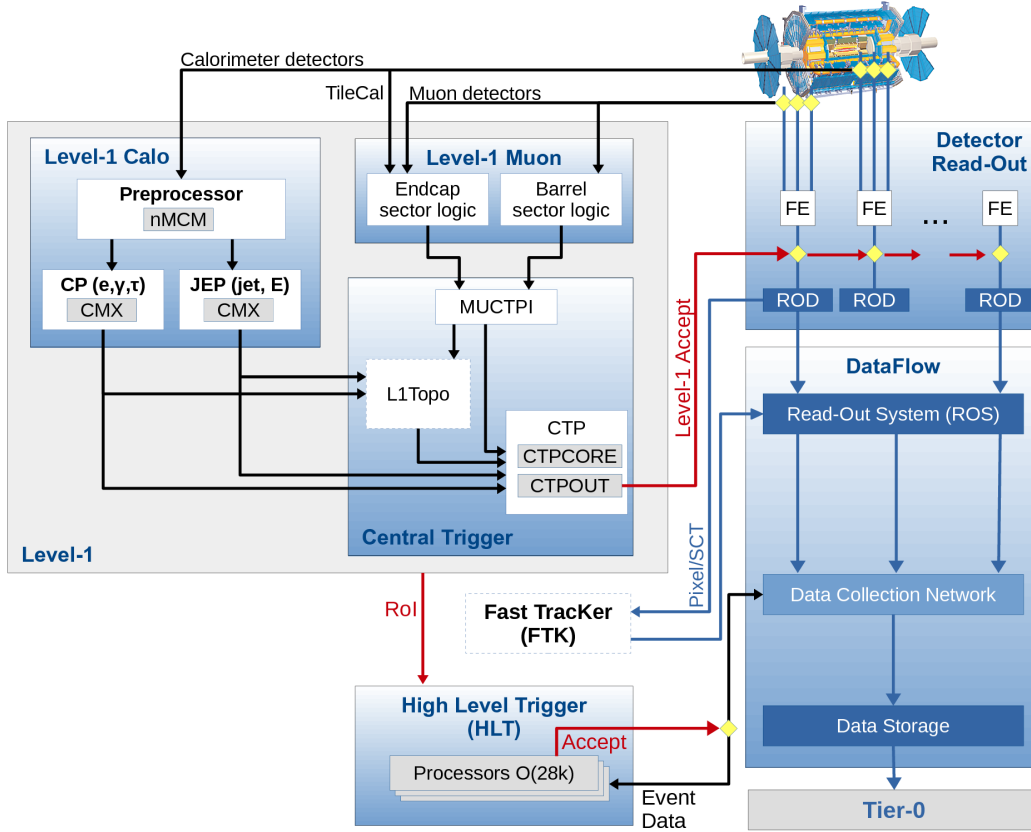 Calorimeter detectors
TileCal
Muon detectors
Level-1 Calo
Preprocessor
nMCM
CP (e,γ,τ)
CMX
JEP (jet, E)
CMX
Level-1 Muon
Endcap
sector logic
Barrel
sector logic
MUCTPI
L1Topo
CTP
CTPCORE
CTPOUT
Central Trigger
Level-1
Level-1 Accept
Detector
Read-Out
FE
FE
...
FE
ROD
ROD
ROD
DataFlow
Read-Out System (ROS)
Data Collection Network
Data Storage
Tier-0
Pixel/SCT
RoI
Fast TracKer
(FTK)
High Level Trigger
(HLT)
Accept
Processors O(28k)
Event
Data